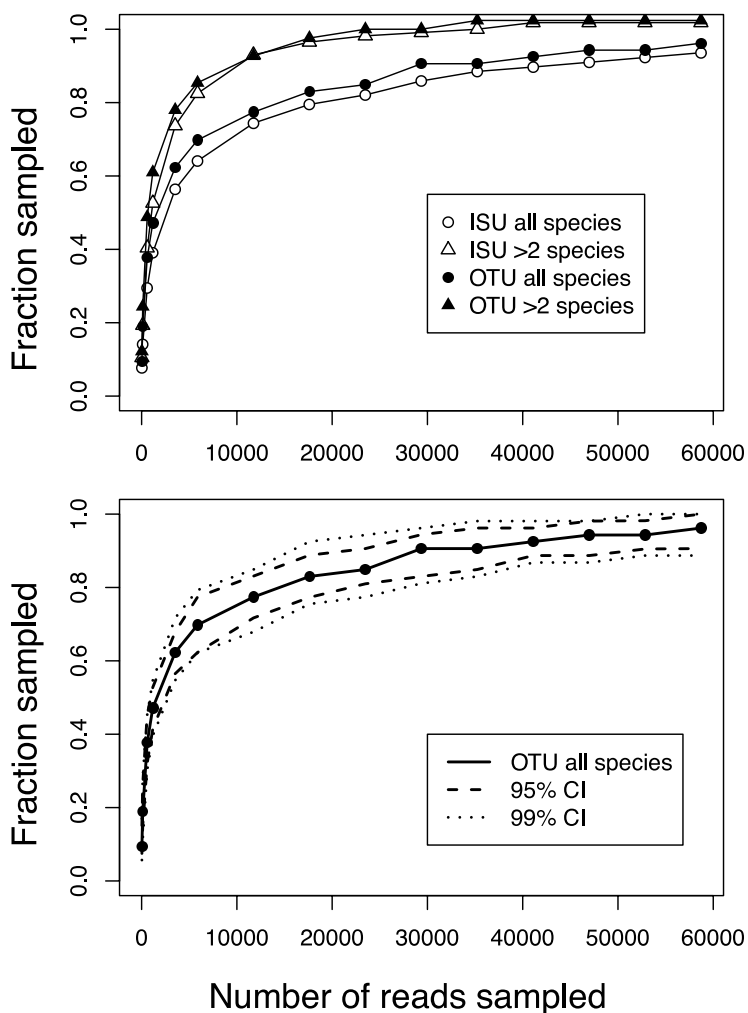 Fraction sampled
1.0
0.8
0.6
0.4
0.2
0.0
ISU all species
ISU >2 species
OTU all species
OTU >2 species
0 10000 20000 30000 40000 50000 60000
Fraction sampled
1.0
0.8
0.6
0.4
0.2
0.0
OTU all species
95% CI
99% CI
0 10000 20000 30000 40000 50000 60000
Number of reads sampled